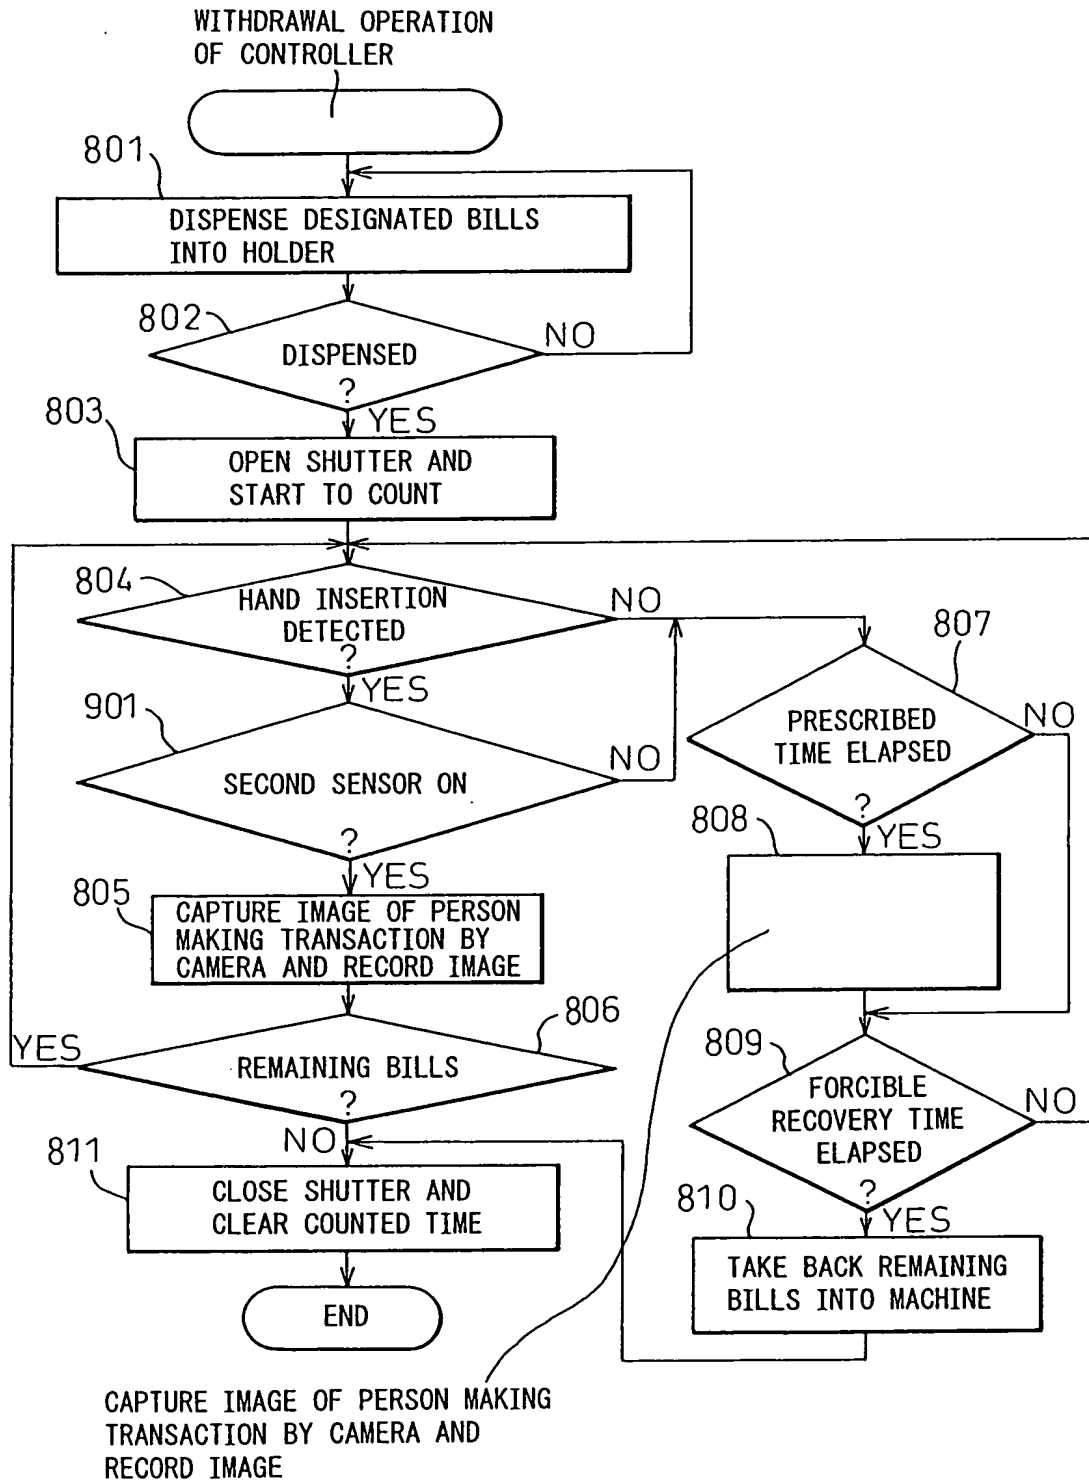 WITHDRAWAL OPERATION
OF CONTROLLER
801
DISPENSE DESIGNATED BILLS
INTO HOLDER
802
DISPENSED
?
NO
YES
803
OPEN SHUTTER AND
START TO COUNT
804
HAND INSERTION
DETECTED
?
NO
YES
901
SECOND SENSOR ON
?
NO
YES
805
CAPTURE IMAGE OF PERSON
MAKING TRANSACTION BY
CAMERA AND RECORD IMAGE
806
REMAINING BILLS
?
YES
NO
807
PRESCRIBED
TIME ELAPSED
?
NO
YES
808
809
FORCIBLE
RECOVERY TIME
ELAPSED
?
NO
YES
810
TAKE BACK REMAINING
BILLS INTO MACHINE
811
CLOSE SHUTTER AND
CLEAR COUNTED TIME
END
CAPTURE IMAGE OF PERSON MAKING
TRANSACTION BY CAMERA AND
RECORD IMAGE